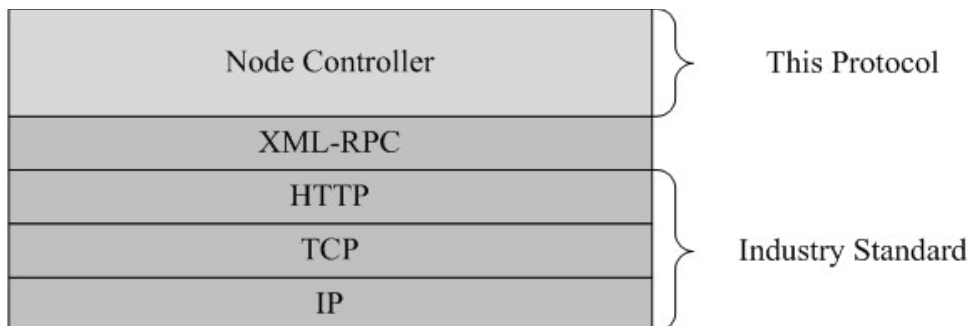 Node Controller
This Protocol
XML-RPC
HTTP
TCP
Industry Standard
IP